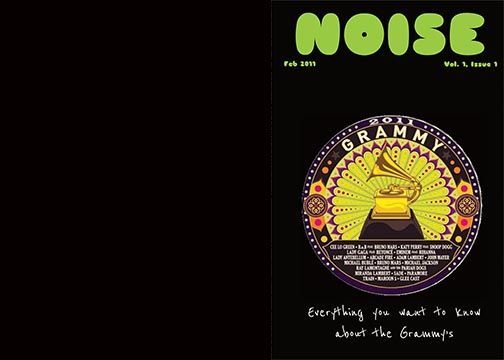 NOISE
Feb 2011
Vol. 1, Issue 1
2011
GRAMMY
CEE LO GREEN • B.o.B feat. BRUNO MARS • KATY PERRY feat. SNOOP DOGG
LADY GAGA feat. BEYONCÉ • EMINEM feat. RIHANNA
LADY ANTEBELLUM • ARCADE FIRE • ADAM LAMBERT • JOHN MAYER
MICHAEL BUBLÉ • BRUNO MARS • MICHAEL JACKSON
RAY LAMONTAGNE AND THE PARIAH DOGS
MIRANDA LAMBERT • SADE • PARAMORE
TRAIN • MAROON 5 • GLEE CAST
Everything you want to know
about the Grammy's